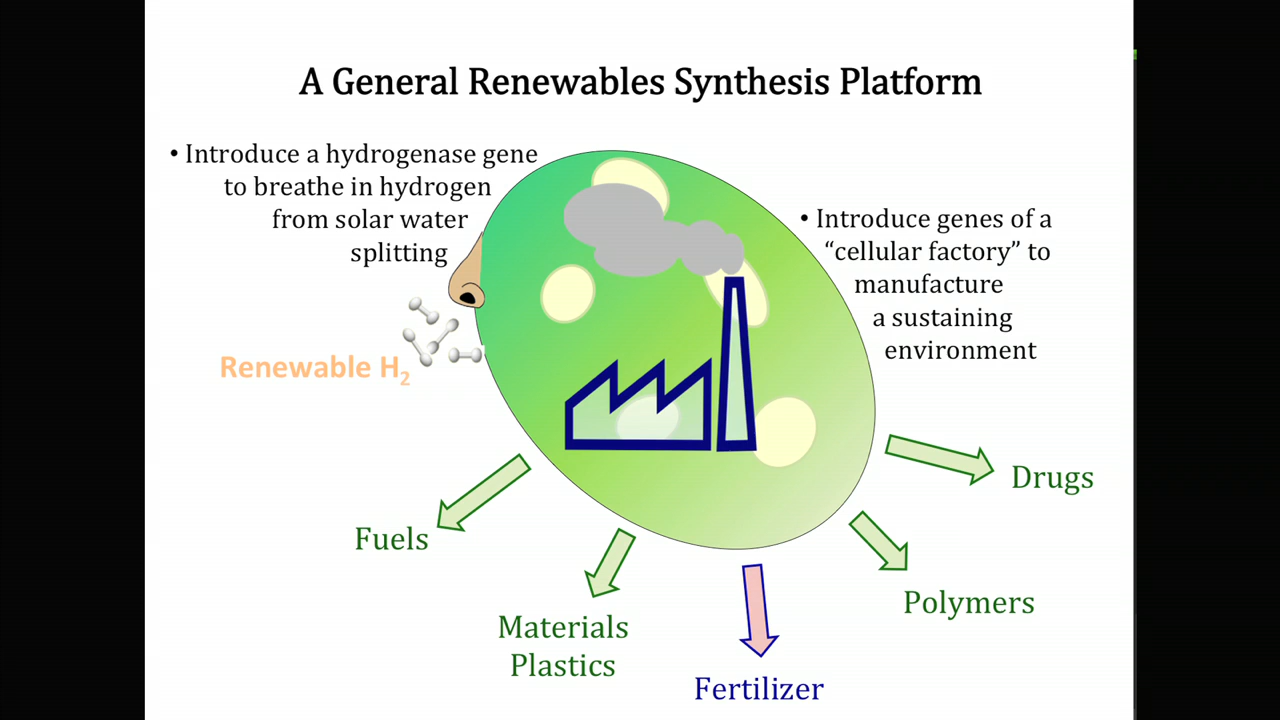 A General Renewables Synthesis Platform
• Introduce a hydrogenase gene
to breathe in hydrogen
from solar water
splitting
• Introduce genes of a
“cellular factory” to
manufacture
a sustaining
environment
Renewable H₂
Fuels
Materials
Plastics
Fertilizer
Polymers
Drugs